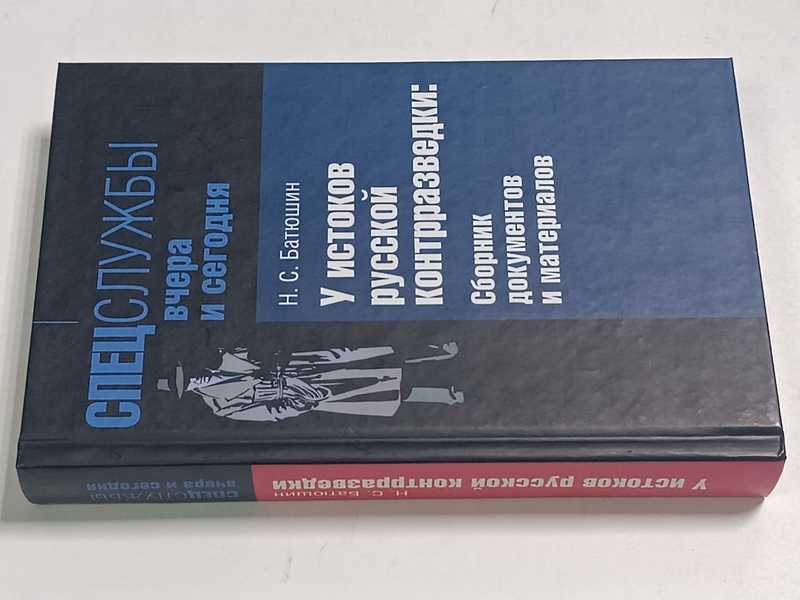 СПЕЦСЛУЖБЫ
вчера
и сегодня
Н. С. Батюшин
У истоков
русской
контрразведки:
Сборник
документов
и материалов
СПЕЦСЛУЖБЫ
вчера и сегодня
Н. С. Батюшин
У истоков русской контрразведки